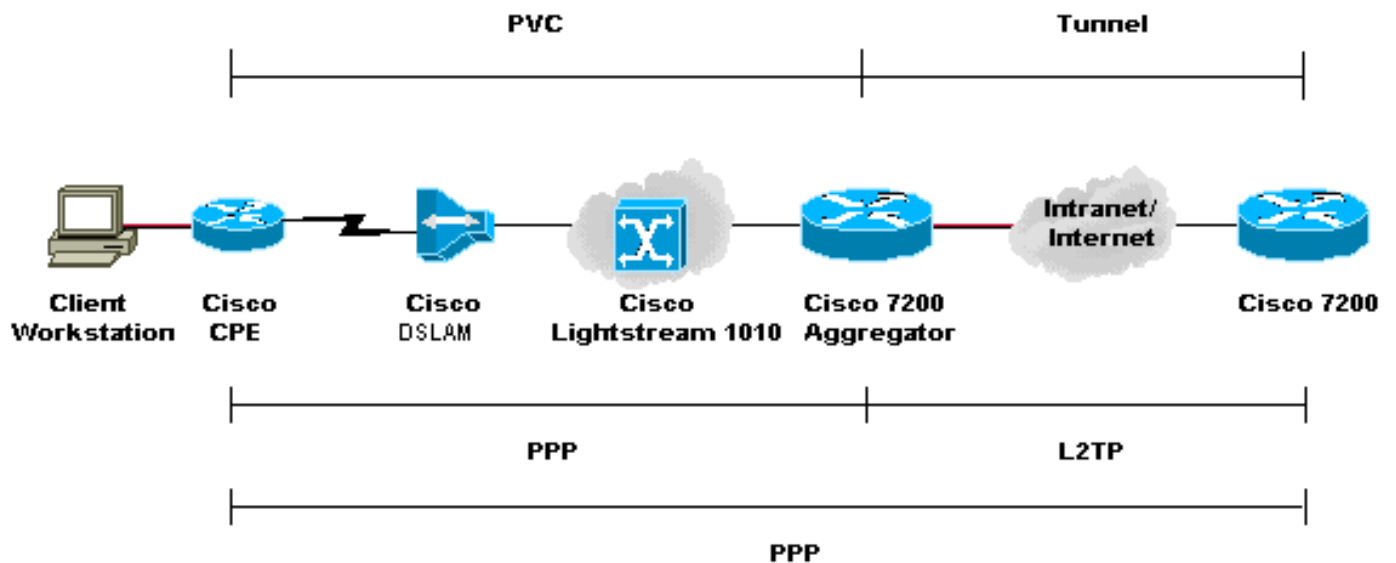 PVC
Tunnel
Intranet/
Internet
Client
Workstation
Cisco
CPE
Cisco
DSLAM
Cisco
Lightstream 1010
Cisco 7200
Aggregator
Cisco 7200
PPP
L2TP
PPP